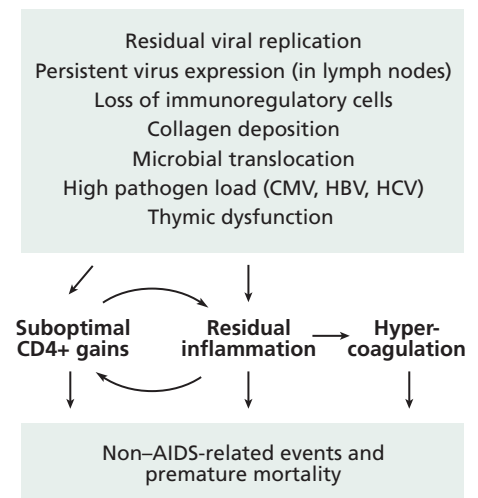 Residual viral replication
Persistent virus expression (in lymph nodes)
Loss of immunoregulatory cells
Collagen deposition
Microbial translocation
High pathogen load (CMV, HBV, HCV)
Thymic dysfunction
Suboptimal
CD4+ gains
Residual
inflammation
Hyper-
coagulation
Non–AIDS-related events and
premature mortality